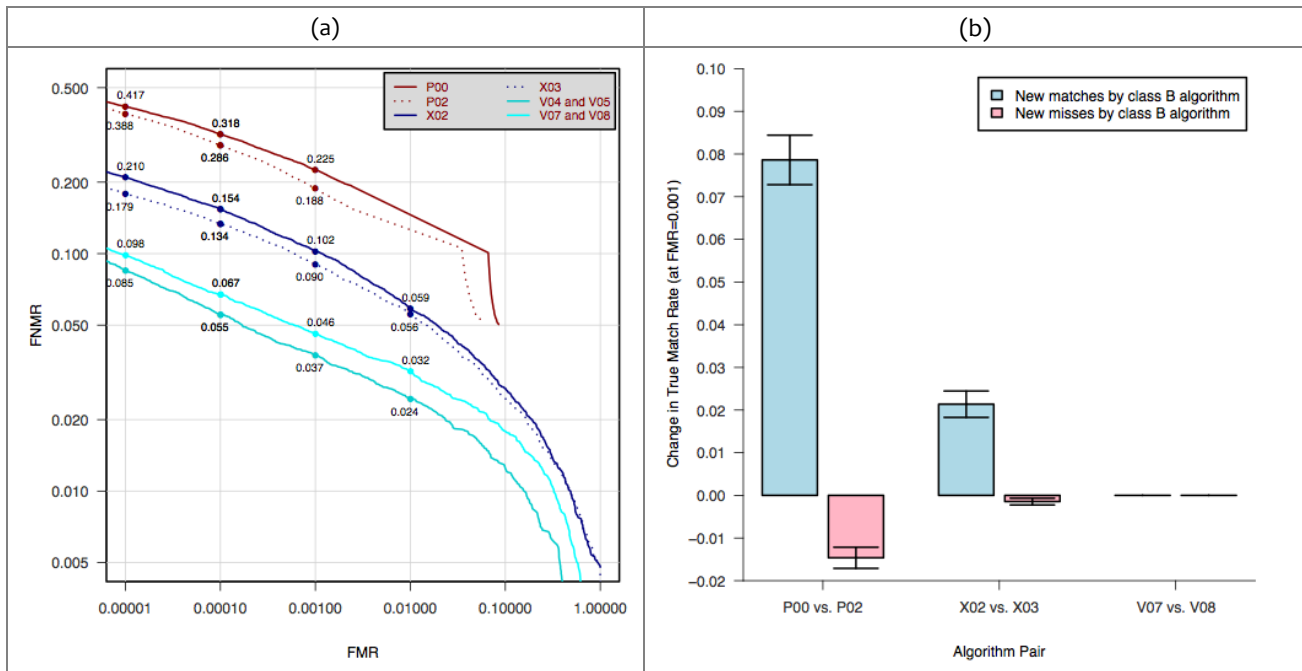 (a)
(b)
0.500
0.200
0.100
0.050
0.020
0.010
0.005
FNMR
P00
P02
X02
X03
V04 and V05
V07 and V08
0.417
0.388
0.318
0.286
0.225
0.188
0.210
0.179
0.154
0.134
0.102
0.090
0.059
0.056
0.098
0.085
0.067
0.055
0.046
0.037
0.032
0.024
0.00001
0.00010
0.00100
0.01000
0.10000
1.00000
FMR
0.10
0.09
0.08
0.07
0.06
0.05
0.04
0.03
0.02
0.01
0.00
−0.01
−0.02
Change in True Match Rate (at FMR=0.001)
New matches by class B algorithm
New misses by class B algorithm
P00 vs. P02
X02 vs. X03
V07 vs. V08
Algorithm Pair